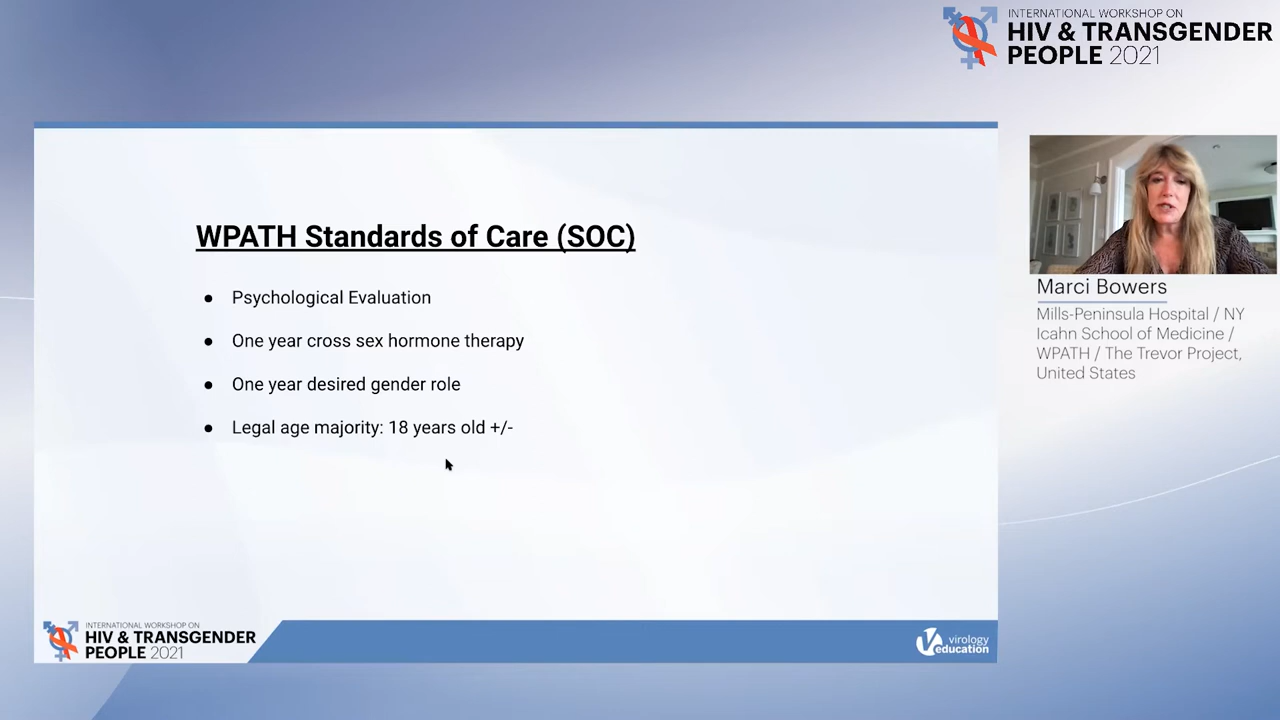 INTERNATIONAL WORKSHOP ON
HIV & TRANSGENDER
PEOPLE 2021
WPATH Standards of Care (SOC)
● Psychological Evaluation
● One year cross sex hormone therapy
● One year desired gender role
● Legal age majority: 18 years old +/-
Marci Bowers
Mills-Peninsula Hospital / NY
Icahn School of Medicine /
WPATH / The Trevor Project,
United States
INTERNATIONAL WORKSHOP ON
HIV & TRANSGENDER
PEOPLE 2021
virology
education